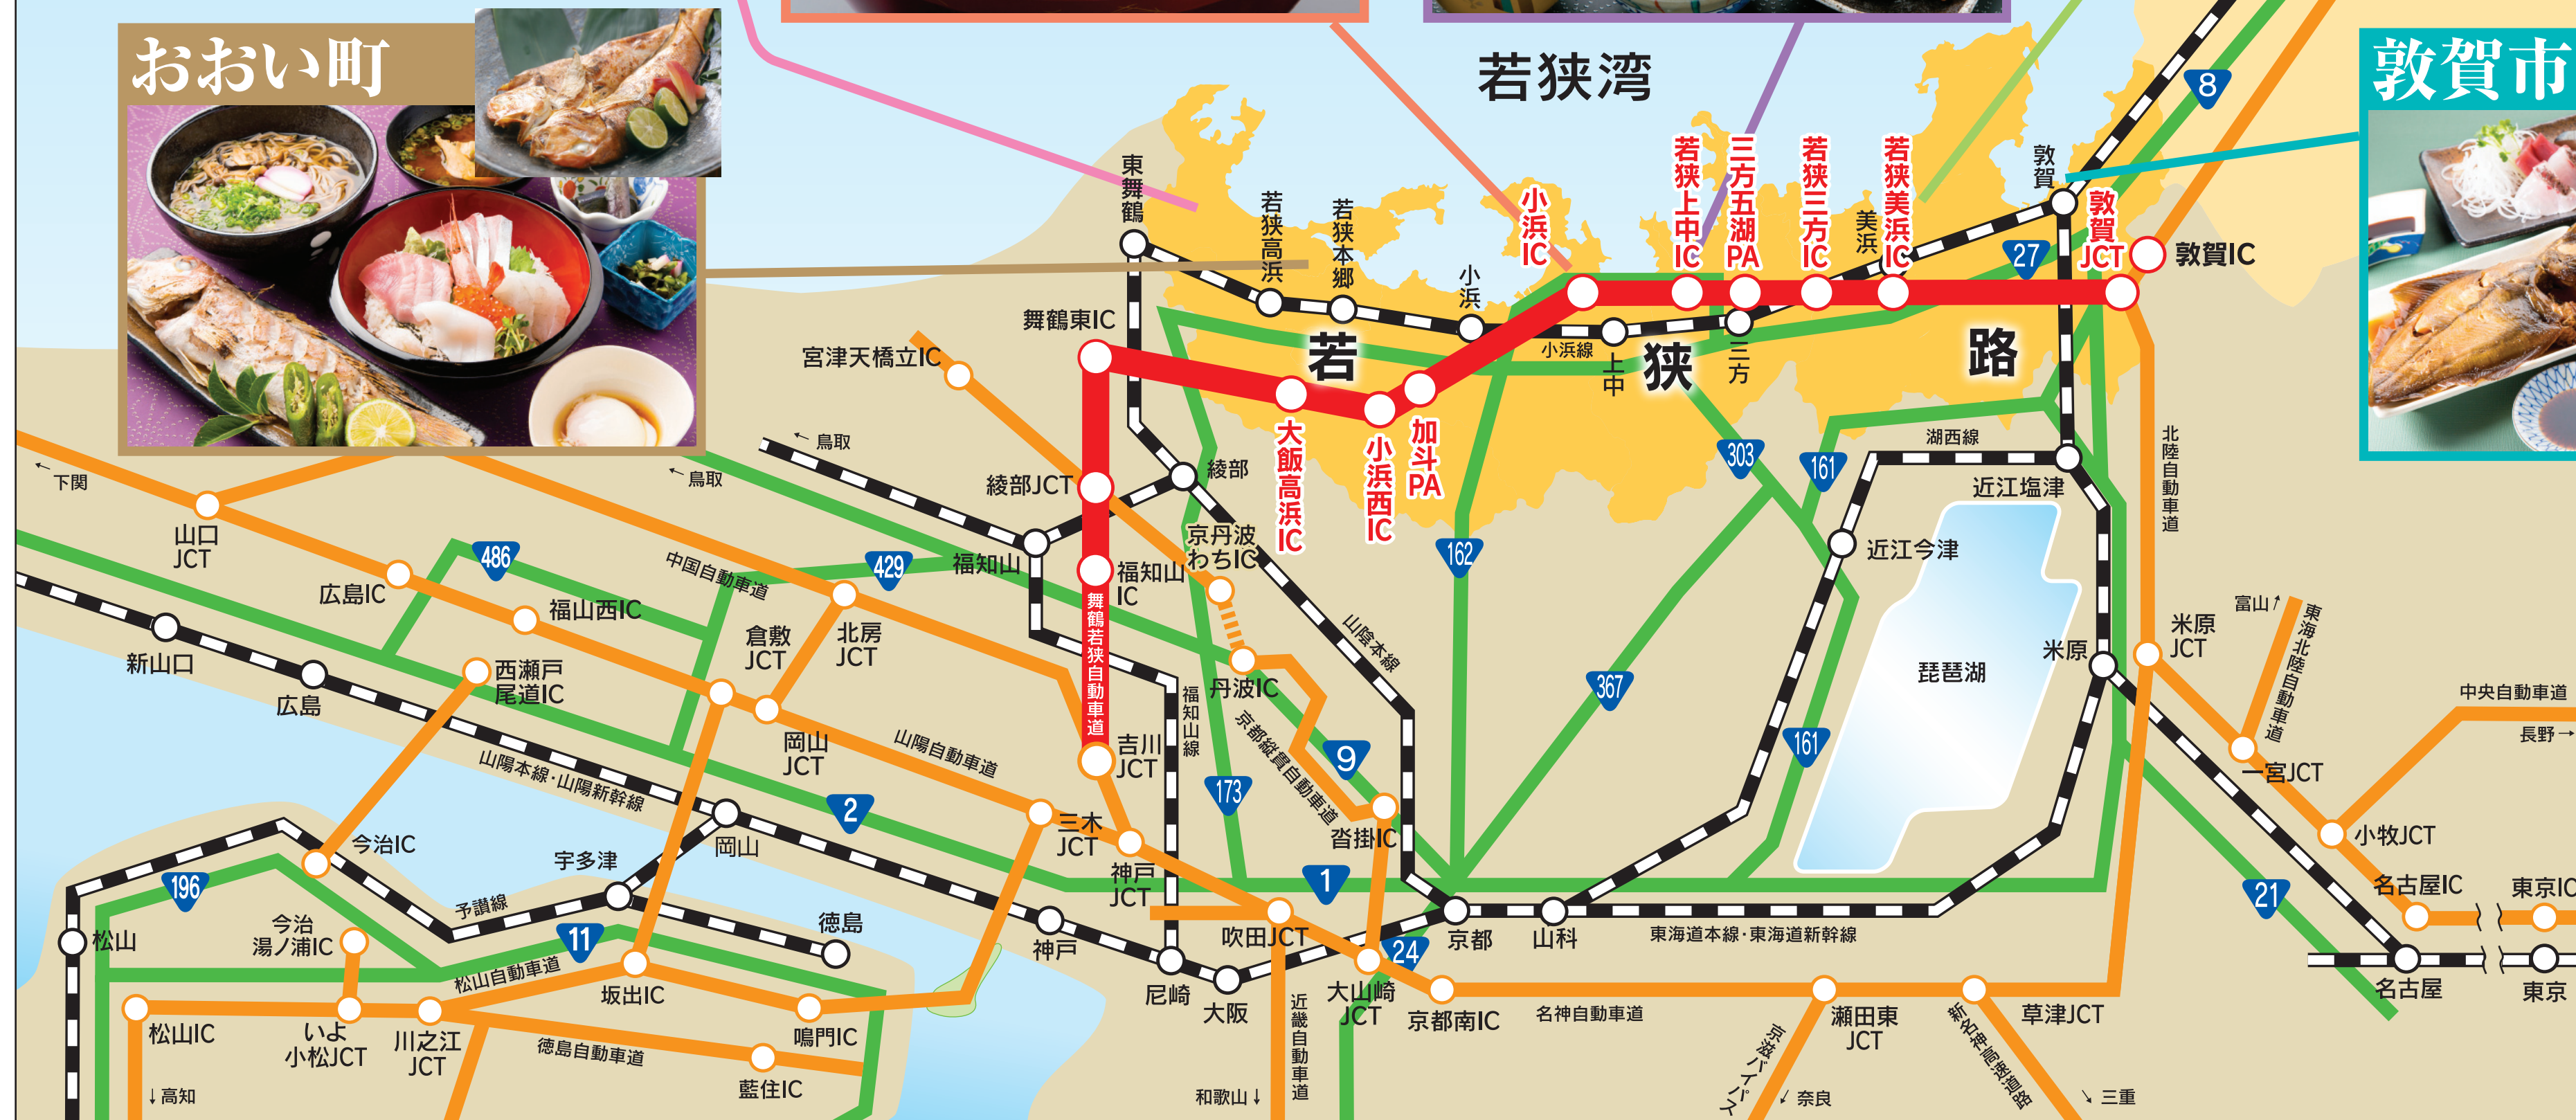 おおい町
若狭湾
敦賀市
8
東舞鶴
若狭高浜
若狭本郷
小浜
小浜IC
若狭上中IC
三方五湖PA
若狭三方IC
美浜
若狭美浜IC
敦賀
27
敦賀JCT
敦賀IC
舞鶴東IC
宮津天橋立IC
若
狭
路
小浜線
上中
三方
大飯高浜IC
小浜西IC
加斗PA
←鳥取
←鳥取
←下関
綾部JCT
綾部
303
161
湖西線
近江塩津
北陸自動車道
山口JCT
486
429
中国自動車道
福知山
福知山IC
京丹波わちIC
162
近江今津
広島IC
福山西IC
倉敷JCT
北房JCT
舞鶴若狭自動車道
山陰本線
富山↑
東海北陸自動車道
新山口
広島
西瀬戸尾道IC
福知山線
丹波IC
367
琵琶湖
米原
米原JCT
中央自動車道
長野→
岡山JCT
山陽自動車道
吉川JCT
京都縦貫自動車道
9
161
一宮JCT
山陽本線・山陽新幹線
2
173
三木JCT
沓掛IC
小牧JCT
今治IC
宇多津
岡山
神戸JCT
1
196
予讃線
名古屋IC
東京IC
21
松山
今治湯ノ浦IC
11
徳島
神戸
吹田JCT
24
京都
山科
東海道本線・東海道新幹線
松山自動車道
坂出IC
尼崎
大阪
大山崎JCT
京都南IC
名神自動車道
瀬田東JCT
草津JCT
名古屋
東京
松山IC
いよ小松JCT
川之江JCT
鳴門IC
近畿自動車道
京滋バイパス
新名神高速道路
徳島自動車道
藍住IC
↓高知
和歌山↓
↙奈良
↘三重